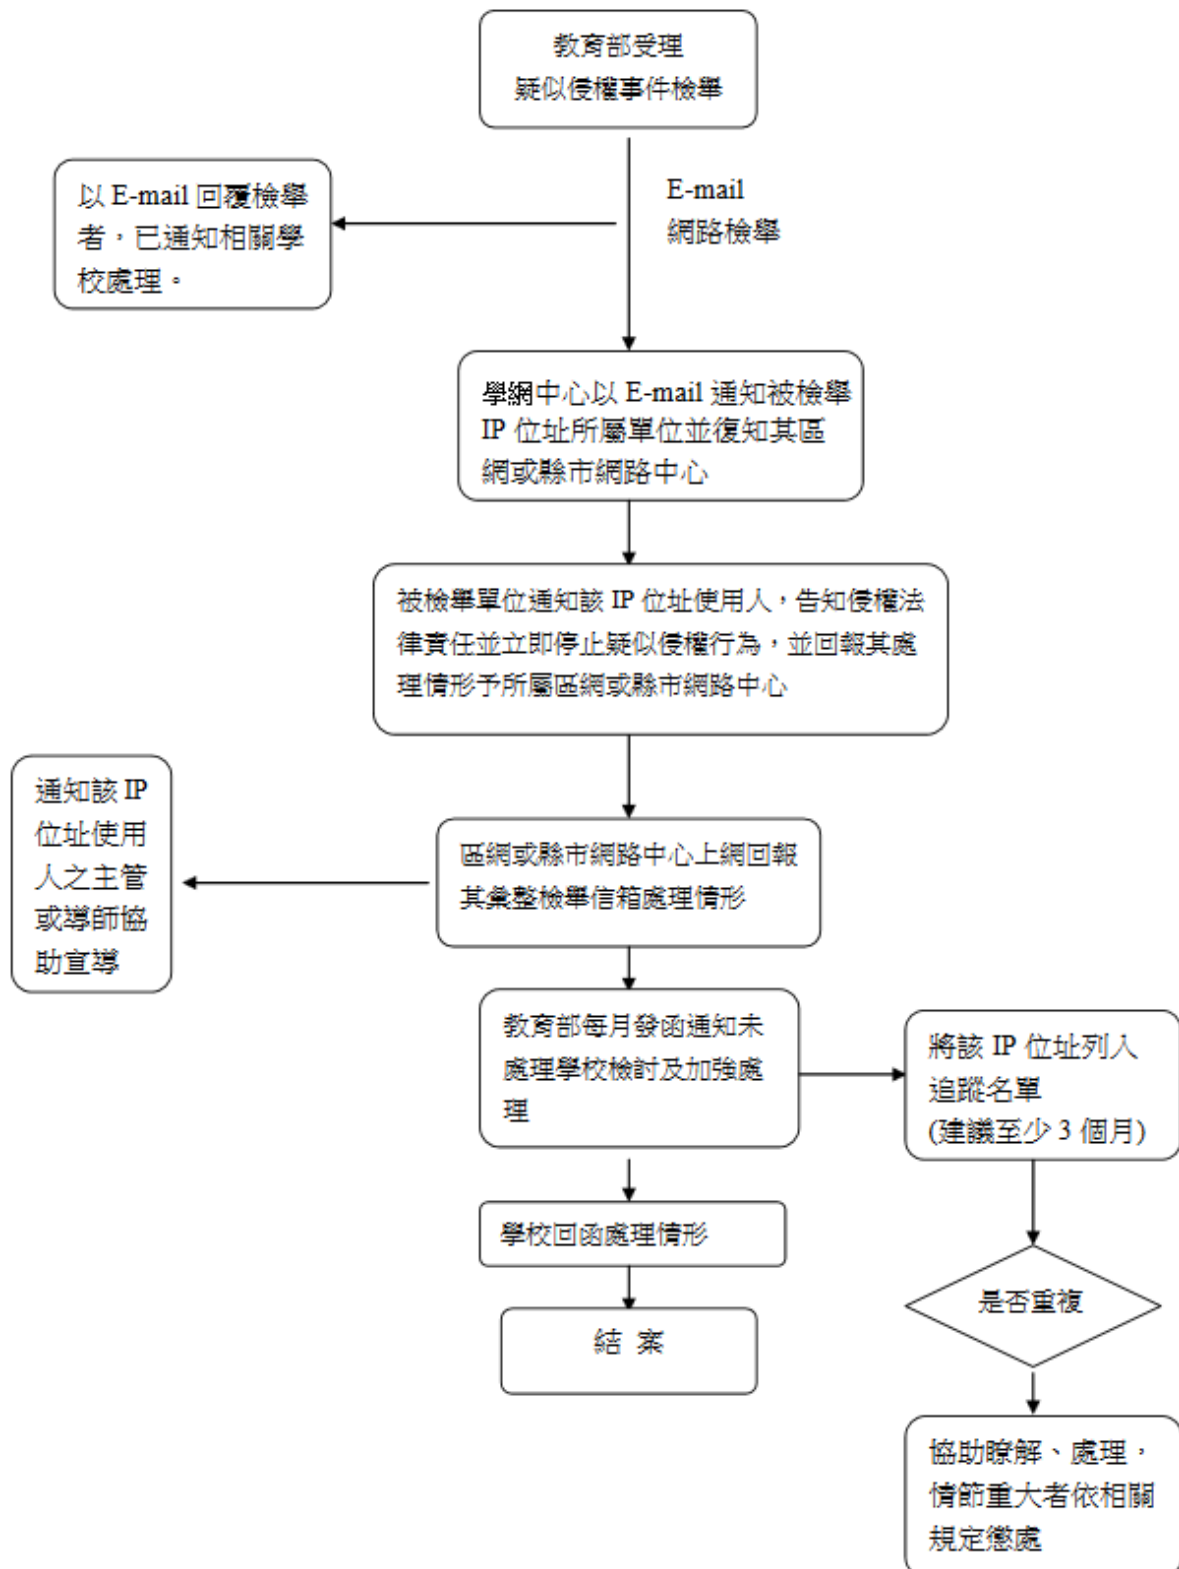 教育部受理
疑似侵權事件檢舉
以 E-mail 回覆檢舉
者，已通知相關學
校處理。
E-mail
網路檢舉
學網中心以 E-mail 通知被檢舉
IP 位址所屬單位並復知其區
網或縣市網路中心
被檢舉單位通知該 IP 位址使用人，告知侵權法
律責任並立即停止疑似侵權行為，並回報其處
理情形予所屬區網或縣市網路中心
通知該 IP
位址使用
人之主管
或導師協
助宣導
區網或縣市網路中心上網回報
其彙整檢舉信箱處理情形
教育部每月發函通知未
處理學校檢討及加強處
理
將該 IP 位址列入
追蹤名單
(建議至少 3 個月)
學校回函處理情形
是否重複
結 案
協助瞭解、處理，
情節重大者依相關
規定懲處